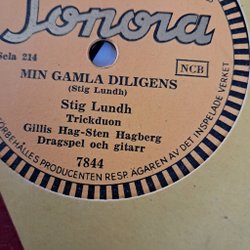 Sonora
Sela 214
MIN GAMLA DILIGENS
(Stig Lundh)
NCB
Stig Lundh
Trickduon
Gillis Hag-Sten Hagberg
Dragspel och gitarr
7844
FÖRBEHÅLLES PRODUCENTEN RESP. ÄGAREN AV DET INSPELADE VERKET